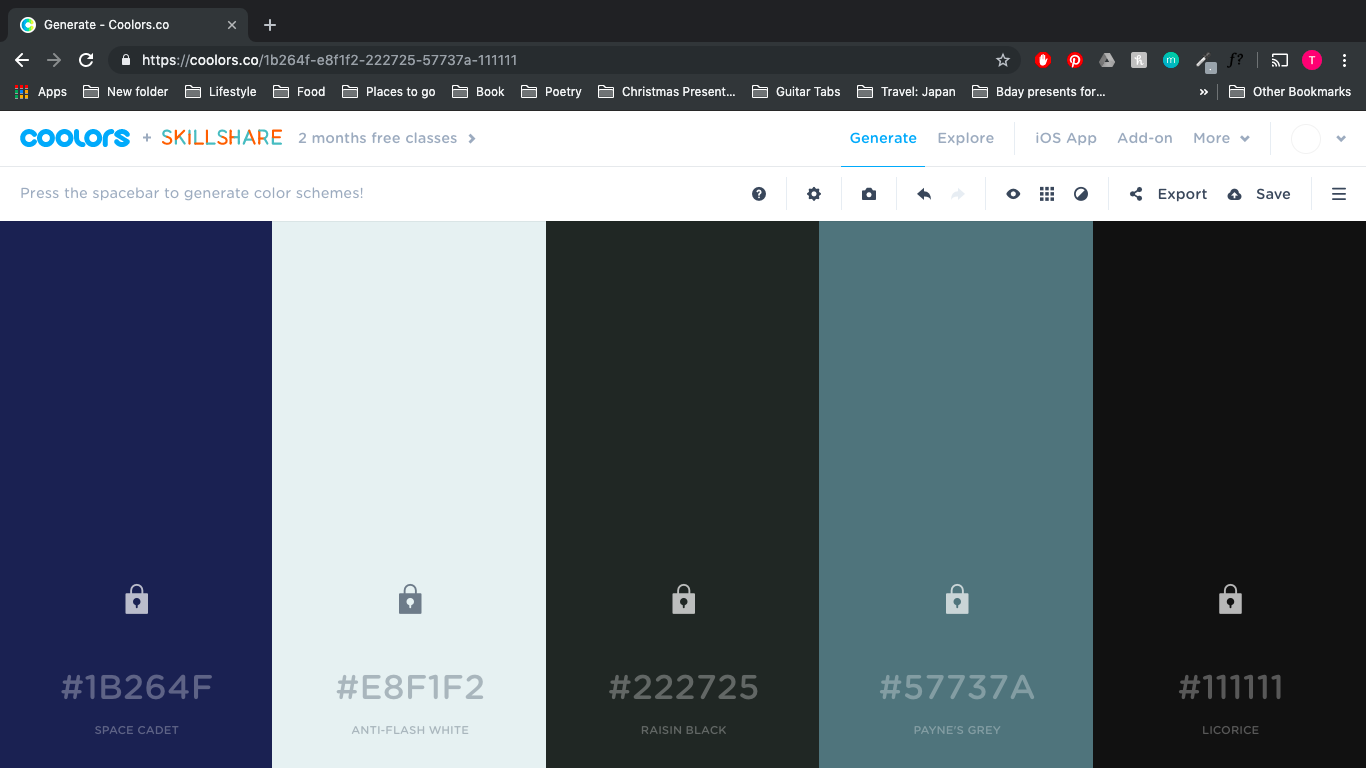 Generate - Coolors.co
https://coolors.co/1b264f-e8f1f2-222725-57737a-111111
f?
T
Apps New folder Lifestyle Food Places to go Book Poetry Christmas Present... Guitar Tabs Travel: Japan Bday presents for... » Other Bookmarks
coolors + SKILLSHARE 2 months free classes Generate Explore iOS App Add-on More
Press the spacebar to generate color schemes! Export Save
#1B264F #E8F1F2 #222725 #57737A #111111
SPACE CADET ANTI-FLASH WHITE RAISIN BLACK PAYNE'S GREY LICORICE